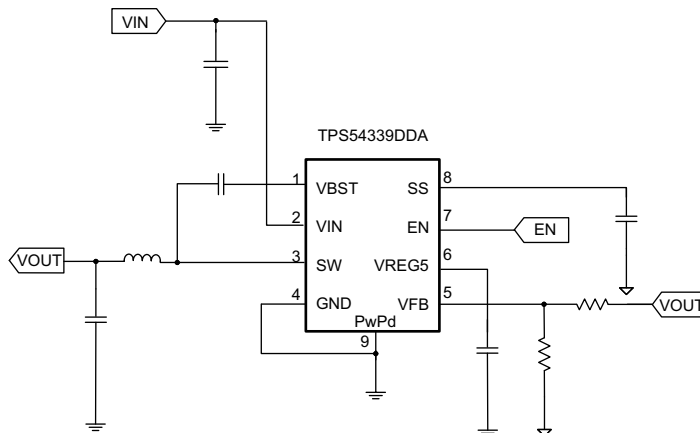 VIN
TPS54339DDA
1 VBST SS 8
2 VIN EN 7 EN
3 SW VREG5 6
VOUT
4 GND VFB 5
VOUT
PwPd
9